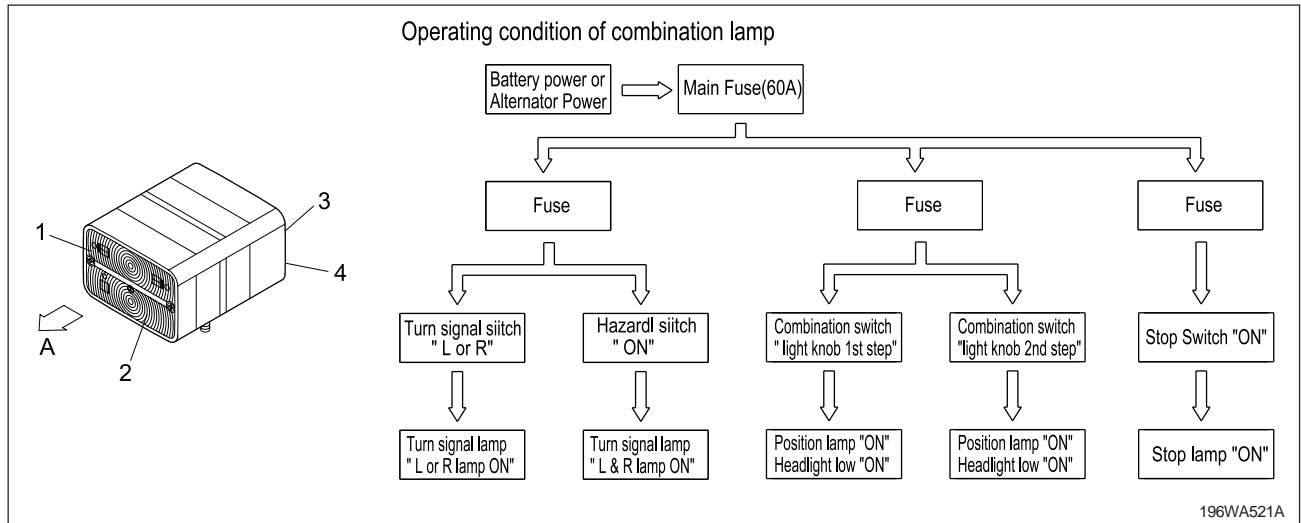 Operating condition of combination lamp
Battery power or
Alternator Power
Main Fuse(60A)
Fuse
Fuse
Fuse
Turn signal siitch
" L or R"
Hazardl siitch
" ON"
Combination switch
" light knob 1st step"
Combination switch
"light knob 2nd step"
Stop Switch "ON"
Turn signal lamp
" L or R lamp ON"
Turn signal lamp
" L & R lamp ON"
Position lamp "ON"
Headlight low "ON"
Position lamp "ON"
Headlight low "ON"
Stop lamp "ON"
1
2
3
4
A
196WA521A